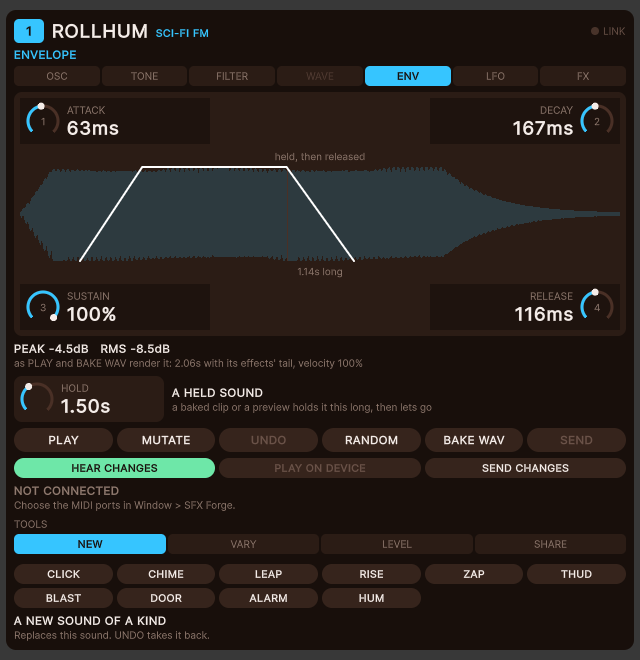 1 ROLLHUM SCI-FI FM LINK
ENVELOPE
OSC TONE FILTER WAVE ENV LFO FX
1 ATTACK 63ms DECAY 167ms 2
held, then released
1.14s long
3 SUSTAIN 100% RELEASE 116ms 4
PEAK -4.5dB RMS -8.5dB
as PLAY and BAKE WAV render it: 2.06s with its effects' tail, velocity 100%
HOLD 1.50s
A HELD SOUND
a baked clip or a preview holds it this long, then lets go
PLAY MUTATE UNDO RANDOM BAKE WAV SEND
HEAR CHANGES PLAY ON DEVICE SEND CHANGES
NOT CONNECTED
Choose the MIDI ports in Window > SFX Forge.
TOOLS
NEW VARY LEVEL SHARE
CLICK CHIME LEAP RISE ZAP THUD
BLAST DOOR ALARM HUM
A NEW SOUND OF A KIND
Replaces this sound. UNDO takes it back.